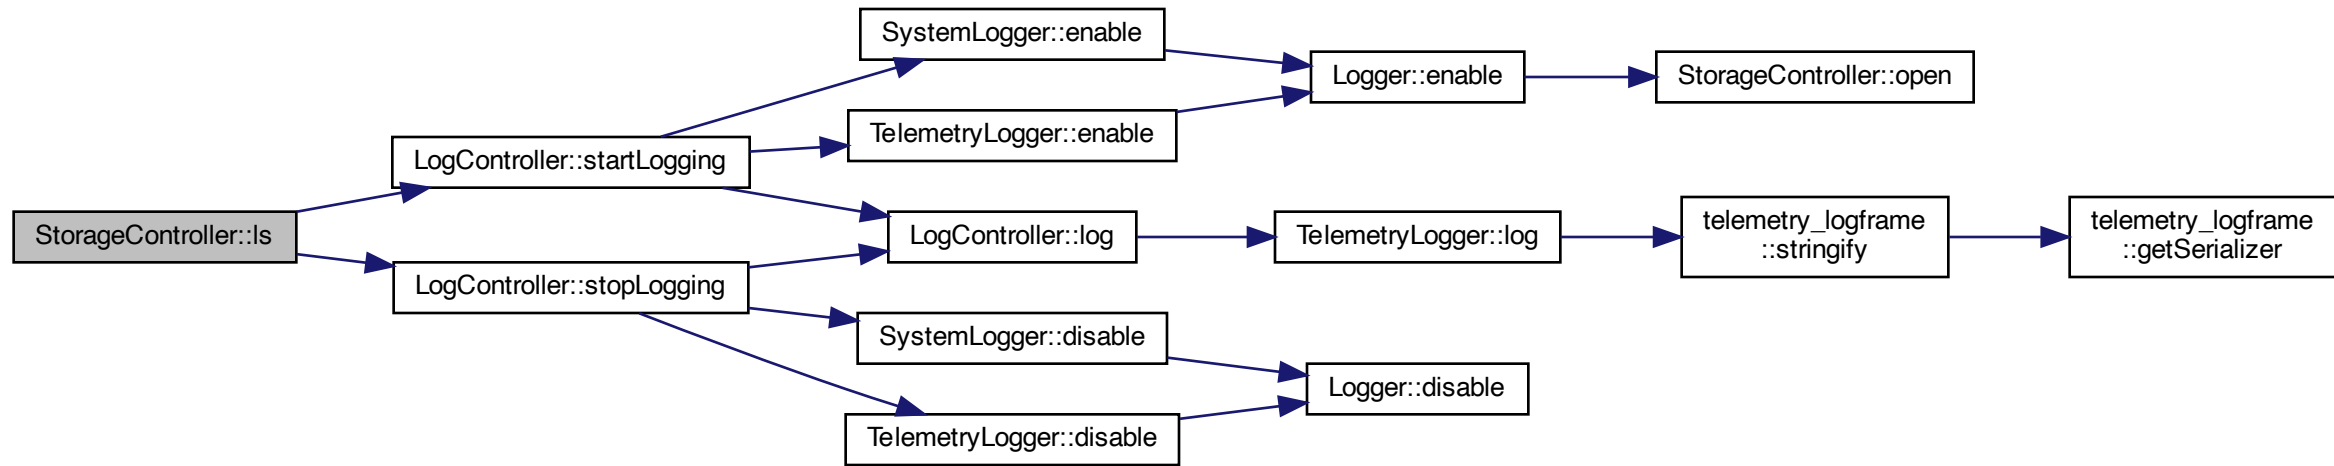 StorageController::ls
LogController::startLogging
LogController::stopLogging
SystemLogger::enable
TelemetryLogger::enable
LogController::log
SystemLogger::disable
TelemetryLogger::disable
Logger::enable
TelemetryLogger::log
Logger::disable
StorageController::open
telemetry_logframe
::stringify
telemetry_logframe
::getSerializer